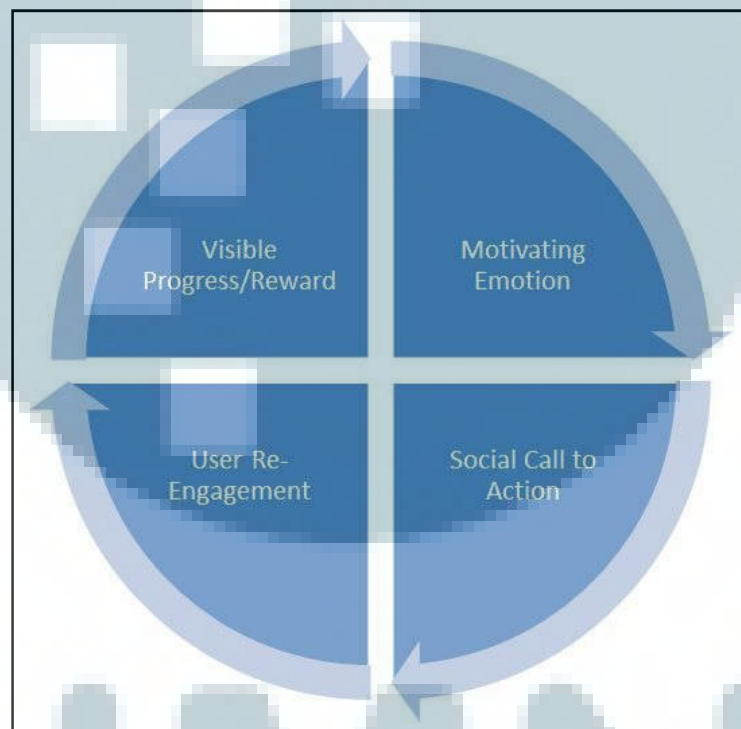 Visible
Progress/Reward
Motivating
Emotion
User Re-
Engagement
Social Call to
Action